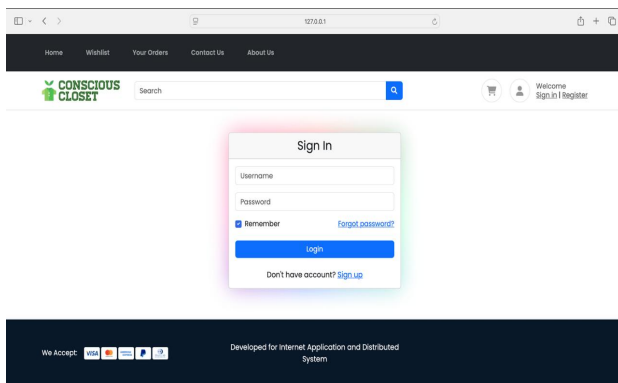 127.0.0.1
Home Wishlist Your Orders Contact Us About Us
CONSCIOUS
CLOSET
Search
Welcome
Sign in | Register
Sign In
Username
Password
Remember Forgot password?
Login
Don't have account? Sign up
We Accept: VISA
Developed for Internet Application and Distributed
System